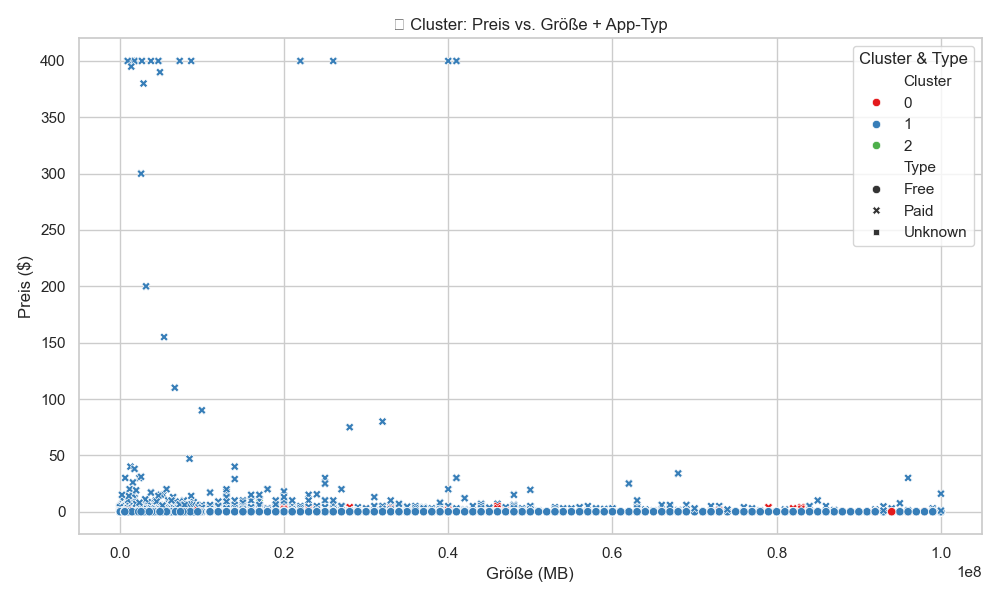 ▯ Cluster: Preis vs. Größe + App-Typ
Cluster & Type
Cluster
0
1
2
Type
Free
Paid
Unknown
Preis ($)
400
350
300
250
200
150
100
50
0
0.0 0.2 0.4 0.6 0.8 1.0
1e8
Größe (MB)